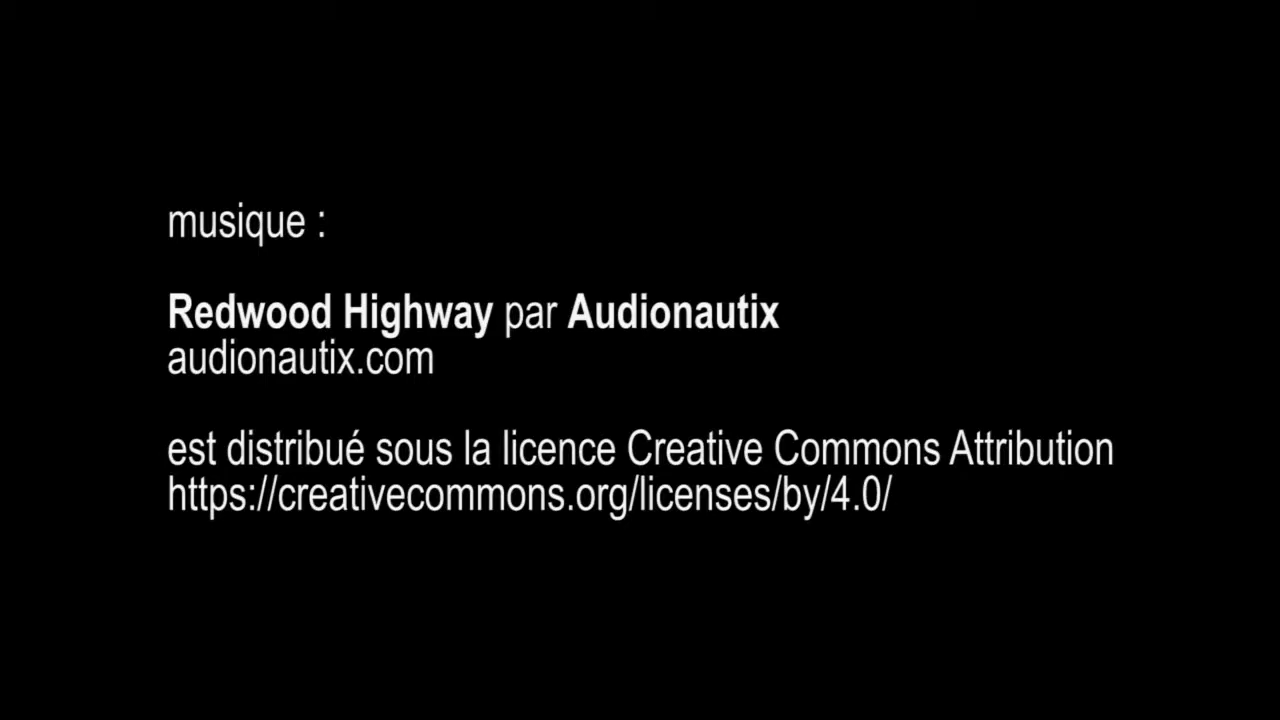 musique :
Redwood Highway par Audionautix
audionautix.com
est distribué sous la licence Creative Commons Attribution
https://creativecommons.org/licenses/by/4.0/